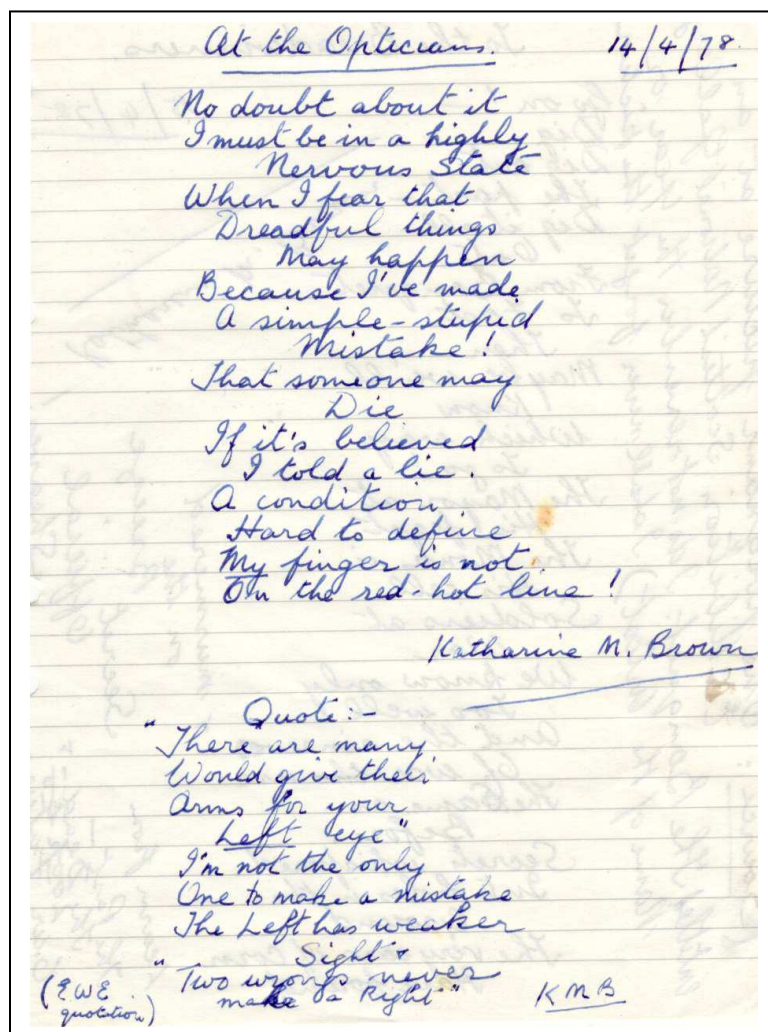 At the Opticians. 14/4/78.
No doubt about it
I must be in a highly
Nervous State
When I fear that
Dreadful things
May happen
Because I've made
A simple-stupid
Mistake!
That someone may
Die
If it's believed
I told a lie.
A condition
Hard to define
My finger is not
On the red-hot line!
Katharine M. Brown
Quote:-
"There are many
Would give their
Arms for your
Left eye"
I'm not the only
One to make a mistake
The Left has weaker
Sight &
"Two wrongs never
make a Right"
(EWE
quotation)
KMB